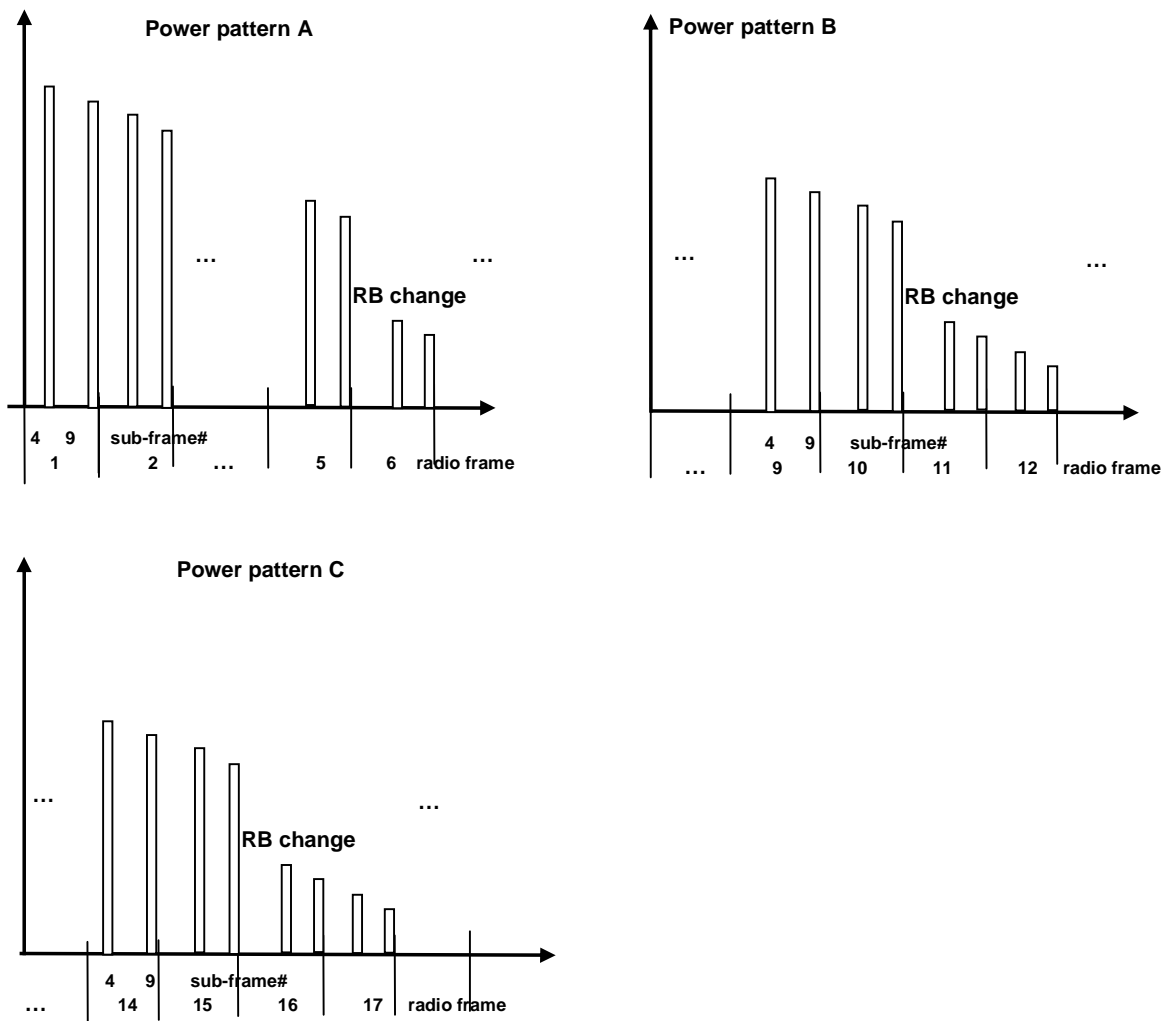 Power pattern A
...
...
RB change
4 9 sub-frame#
1 2 ... 5 6 radio frame
Power pattern B
...
...
RB change
4 9 sub-frame#
... 9 10 11 12 radio frame
Power pattern C
...
...
RB change
4 9 sub-frame#
... 14 15 16 17 radio frame